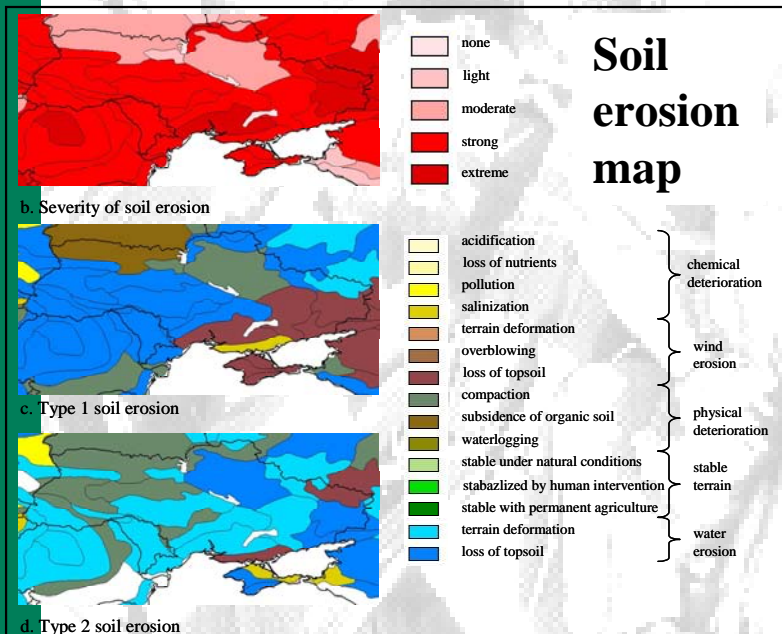 Soil
erosion
map
none
light
moderate
strong
extreme
b. Severity of soil erosion
acidification
loss of nutrients
pollution
salinization
terrain deformation
overblowing
loss of topsoil
compaction
subsidence of organic soil
waterlogging
stable under natural conditions
stabazlized by human intervention
stable with permanent agriculture
terrain deformation
loss of topsoil
chemical
deterioration
wind
erosion
physical
deterioration
stable
terrain
water
erosion
c. Type 1 soil erosion
d. Type 2 soil erosion